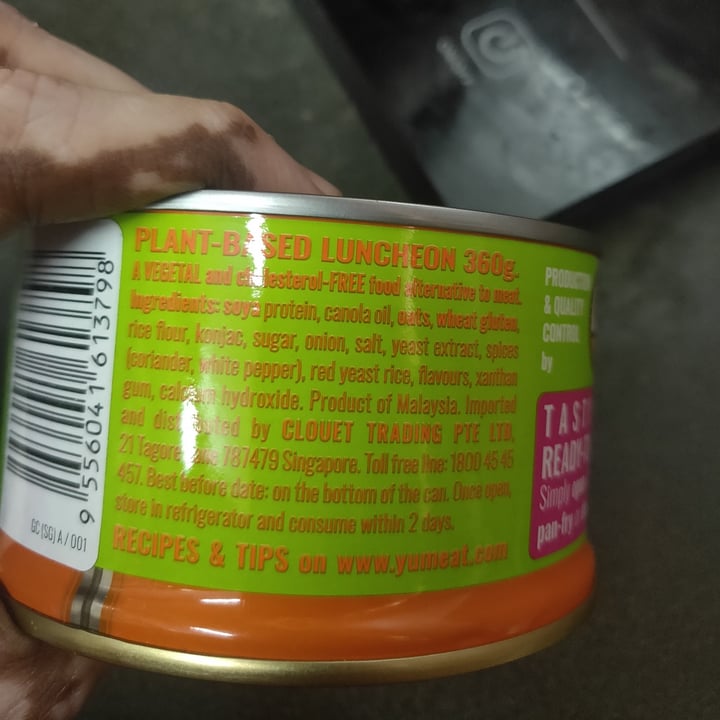 PLANT-BASED LUNCHEON 360g.
A VEGETAL and cholesterol-FREE food alternative to meat.
Ingredients: soya protein, canola oil, oats, wheat gluten,
rice flour, konjac, sugar, onion, salt, yeast extract, spices
(coriander, white pepper), red yeast rice, flavours, xanthan
gum, calcium hydroxide. Product of Malaysia. Imported
and distributed by CLOUET TRADING PTE LTD,
21 Tagore Lane 787479 Singapore. Toll free line: 1800 45 45
457. Best before date: on the bottom of the can. Once open,
store in refrigerator and consume within 2 days.
RECIPES & TIPS on www.yumeat.com
9 556041 613798
GC (SG) A / 001
PRODUCTION
& QUALITY
CONTROL
by
Simply
pan-fry